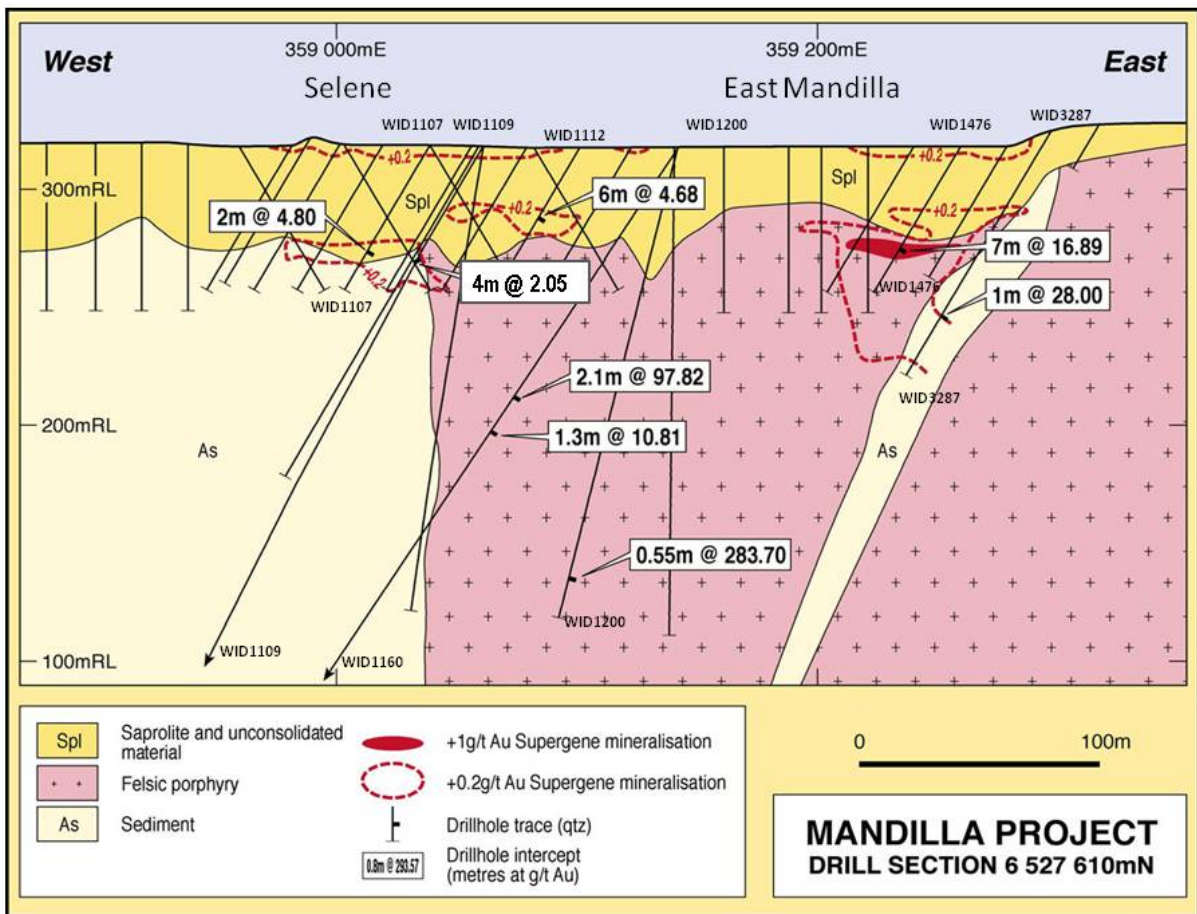 359 000mE
359 200mE
West
East
Selene
East Mandilla
WID1107
WID1109
WID1112
WID1200
WID1476
WID3287
+0.2
+0.2
300mRL
Spl
Spl
2m @ 4.80
+0.2
6m @ 4.68
+0.2
7m @ 16.89
+0.2
4m @ 2.05
WID1107
WID1476
1m @ 28.00
2.1m @ 97.82
WID3287
200mRL
1.3m @ 10.81
As
As
0.55m @ 283.70
WID1200
100mRL
WID1109
WID1160
Spl
Saprolite and unconsolidated
material
Felsic porphyry
As
Sediment
+1g/t Au Supergene mineralisation
+0.2g/t Au Supergene mineralisation
Drillhole trace (qtz)
0.8m @ 293.57
Drillhole intercept
(metres at g/t Au)
0
100m
MANDILLA PROJECT
DRILL SECTION 6 527 610mN